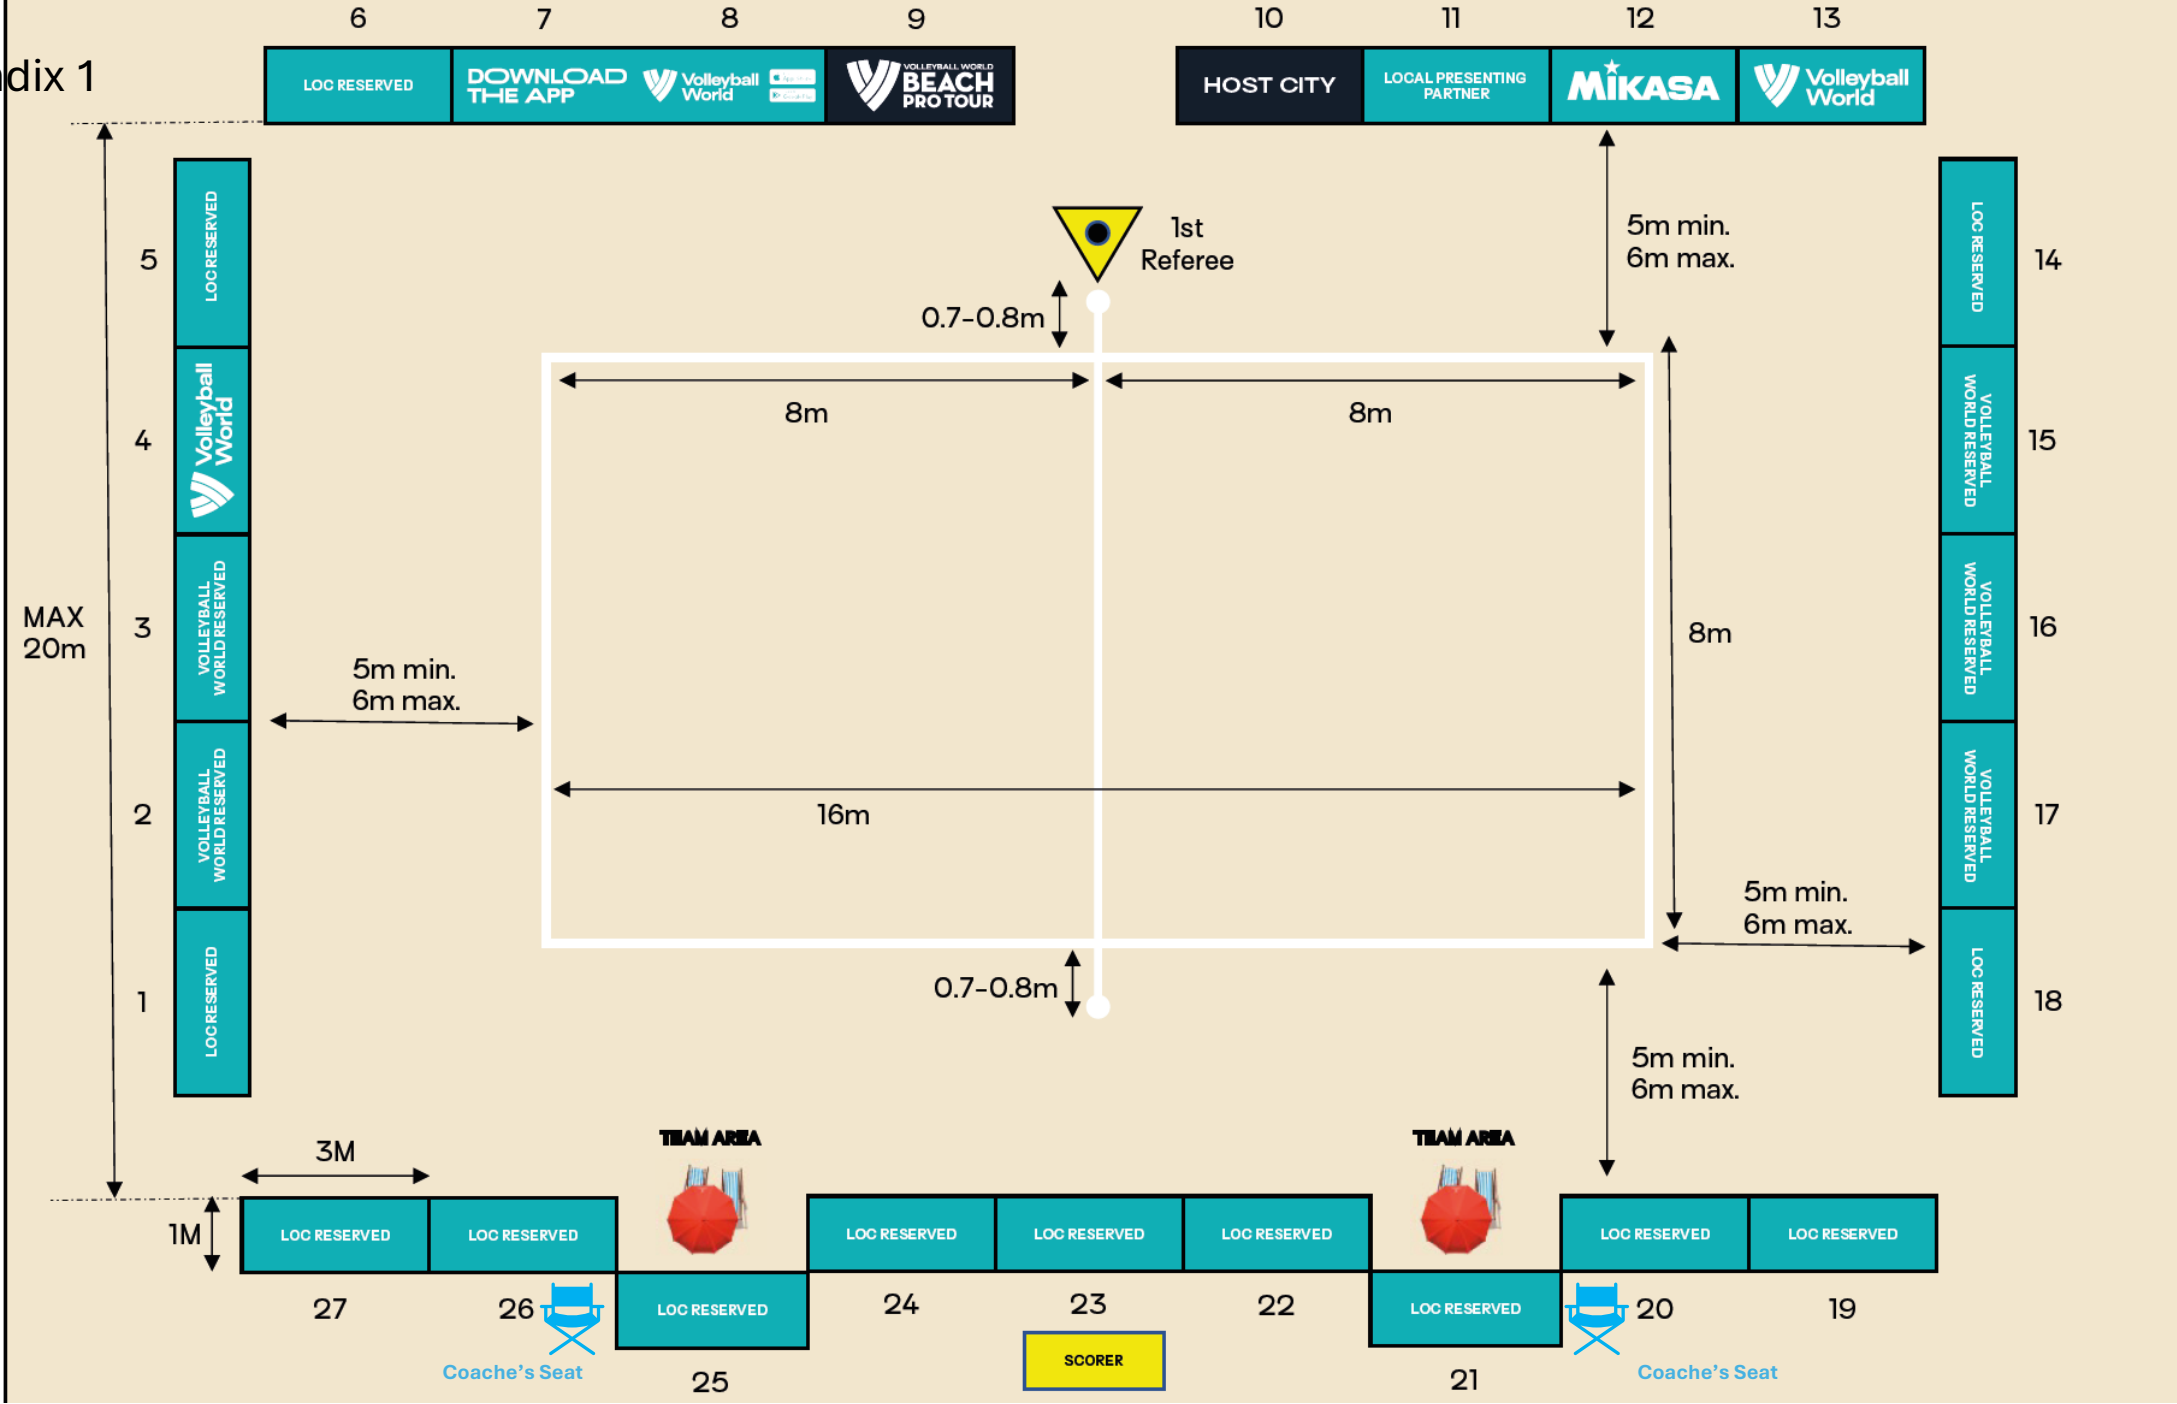 ndix 1
6
7
8
9
10
11
12
13
LOC RESERVED
DOWNLOAD
THE APP
Volleyball
World
VOLLEYBALL WORLD
BEACH
PRO TOUR
HOST CITY
LOCAL PRESENTING
PARTNER
MIKASA
Volleyball
World
5
LOC RESERVED
4
Volleyball
World
3
VOLLEYBALL
WORLD RESERVED
2
VOLLEYBALL
WORLD RESERVED
1
LOC RESERVED
MAX
20m
1st
Referee
0.7-0.8m
5m min.
6m max.
8m
8m
8m
5m min.
6m max.
16m
5m min.
6m max.
0.7-0.8m
5m min.
6m max.
LOC RESERVED
14
VOLLEYBALL
WORLD RESERVED
15
VOLLEYBALL
WORLD RESERVED
16
VOLLEYBALL
WORLD RESERVED
17
LOC RESERVED
18
TEAM AREA
TEAM AREA
3M
1M
LOC RESERVED
LOC RESERVED
LOC RESERVED
LOC RESERVED
LOC RESERVED
LOC RESERVED
LOC RESERVED
LOC RESERVED
LOC RESERVED
27
26
24
23
22
20
19
SCORER
Coache's Seat
Coache's Seat
25
21